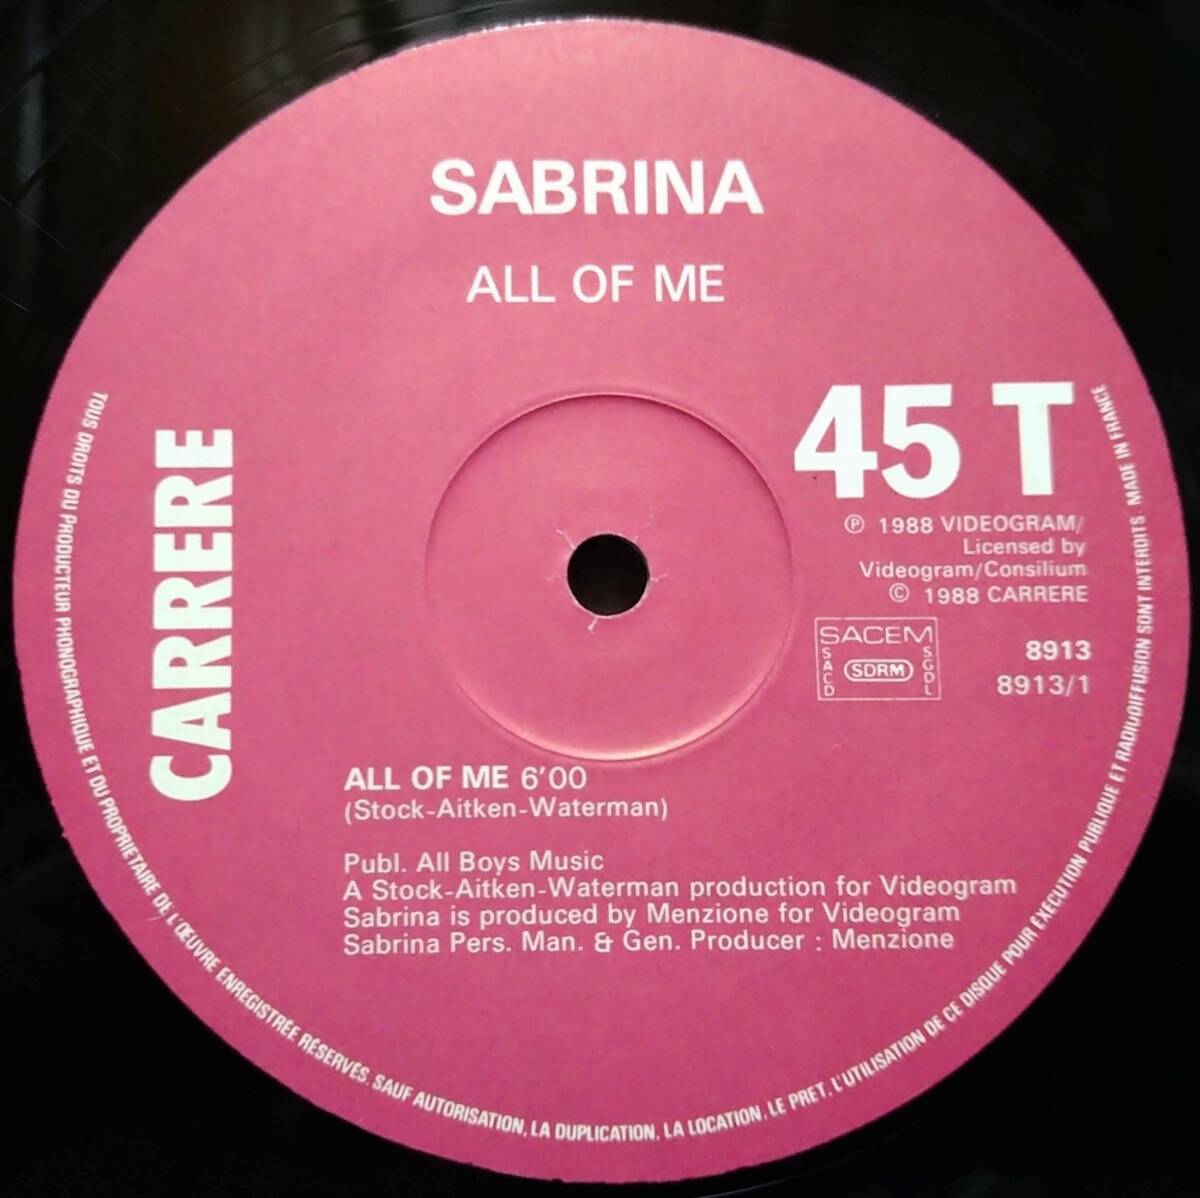 SABRINA
ALL OF ME
CARRERE
45 T
℗ 1988 VIDEOGRAM/
Licensed by
Videogram/Consilium
© 1988 CARRERE
SACEM
SACD
SDRM
SGDL
8913
8913/1
ALL OF ME 6'00
(Stock-Aitken-Waterman)
Publ. All Boys Music
A Stock-Aitken-Waterman production for Videogram
Sabrina is produced by Menzione for Videogram
Sabrina Pers. Man. & Gen. Producer : Menzione
TOUS DROITS DU PRODUCTEUR PHONOGRAPHIQUE ET DU PROPRIETAIRE DE L'ŒUVRE ENREGISTRÉE RÉSERVÉS. SAUF AUTORISATION, LA DUPLICATION, LA LOCATION, LE PRET, L'UTILISATION DE CE DISQUE POUR EXECUTION PUBLIQUE ET RADIODIFFUSION SONT INTERDITS. MADE IN FRANCE